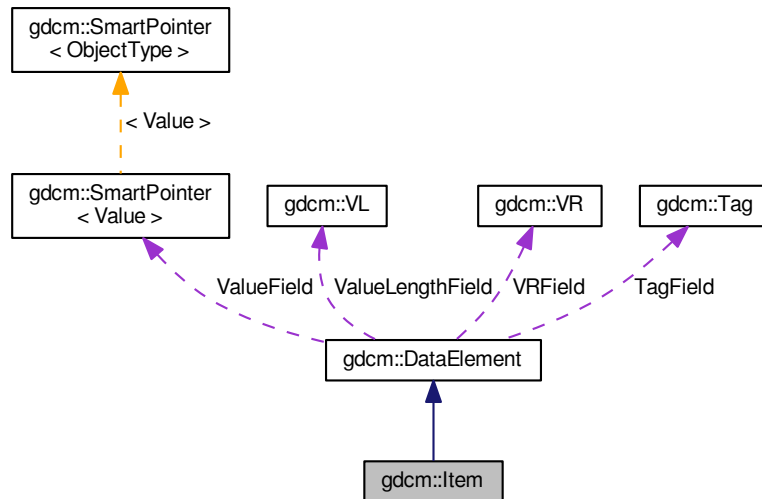 gdcm::SmartPointer
< ObjectType >
< Value >
gdcm::SmartPointer
< Value >
gdcm::VL
gdcm::VR
gdcm::Tag
ValueField
ValueLengthField
VRField
TagField
gdcm::DataElement
gdcm::Item